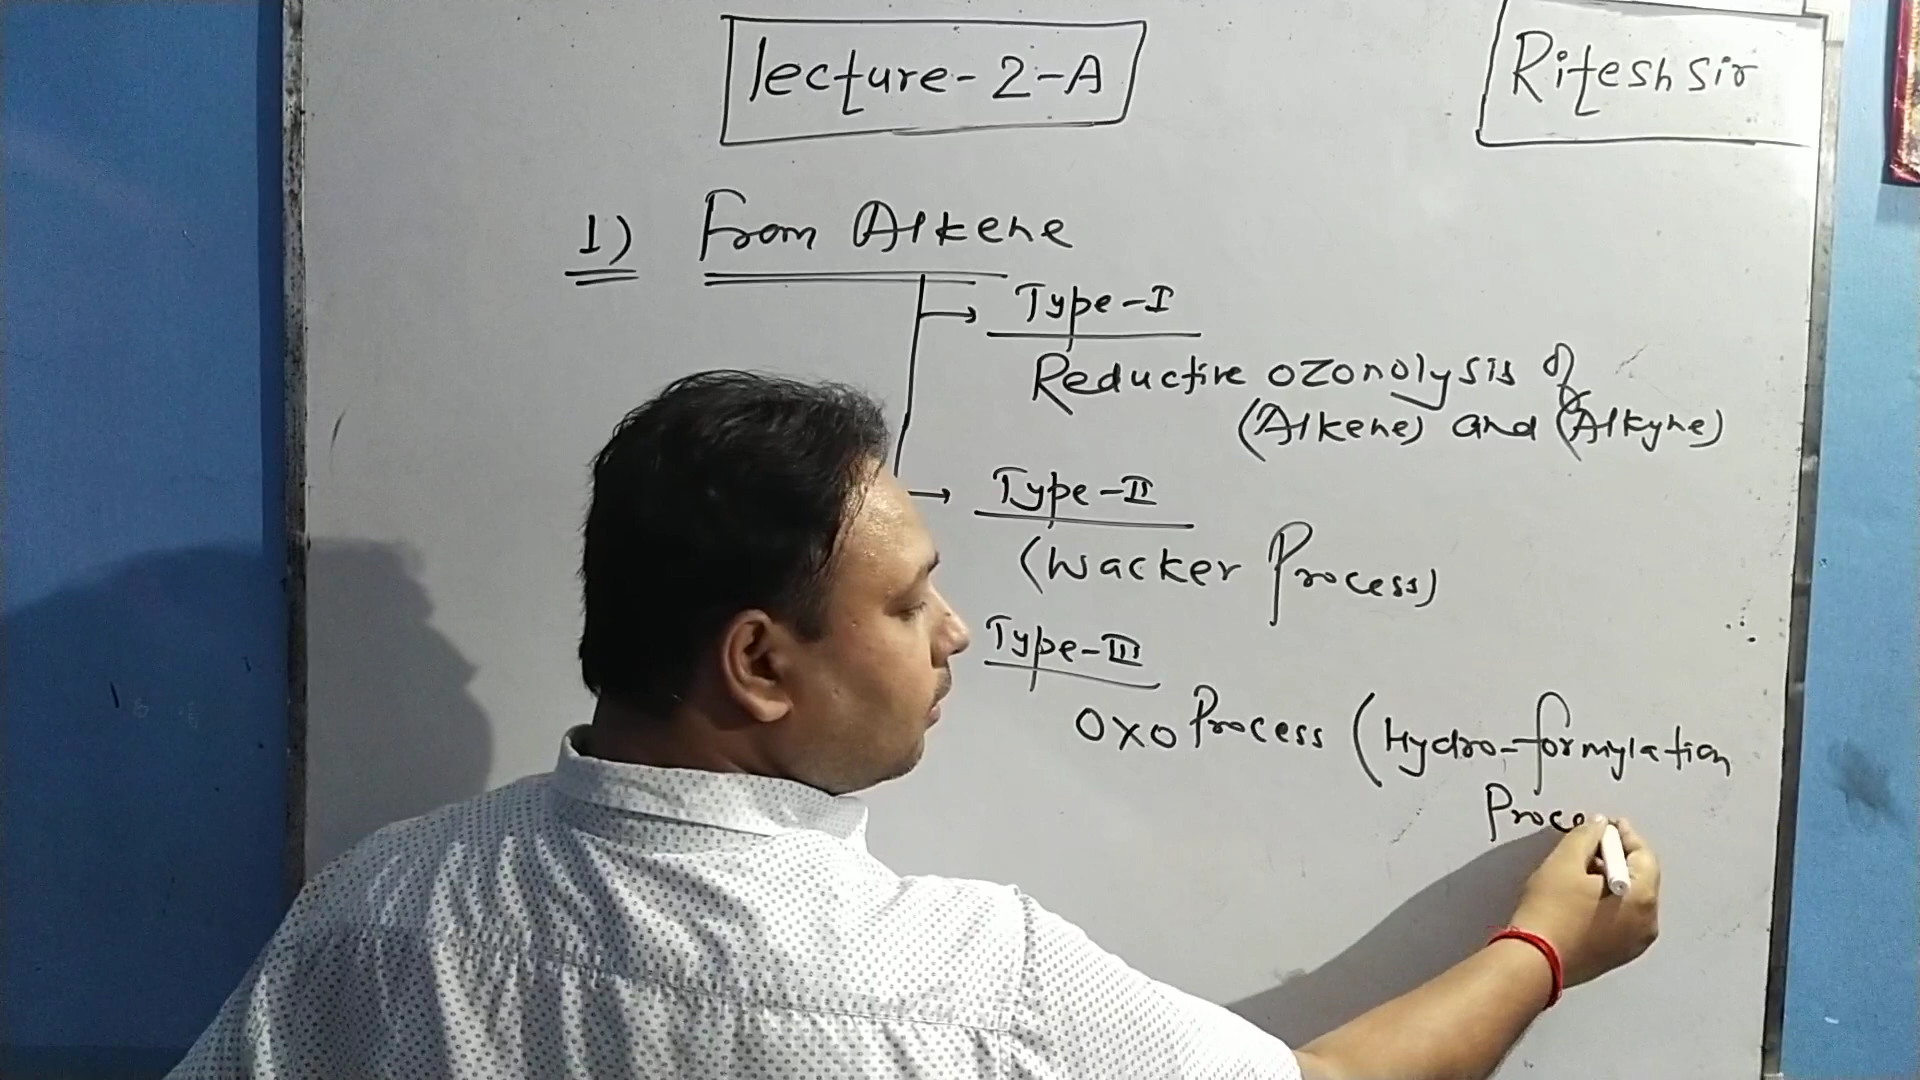 lecture-2-A
Ritesh sir
1) From Alkene
Type-I
Reductive ozonolysis of
(Alkene) and (Alkyne)
Type-II
(Wacker Process)
Type-III
OXO Process (Hydro-formylation
Proce